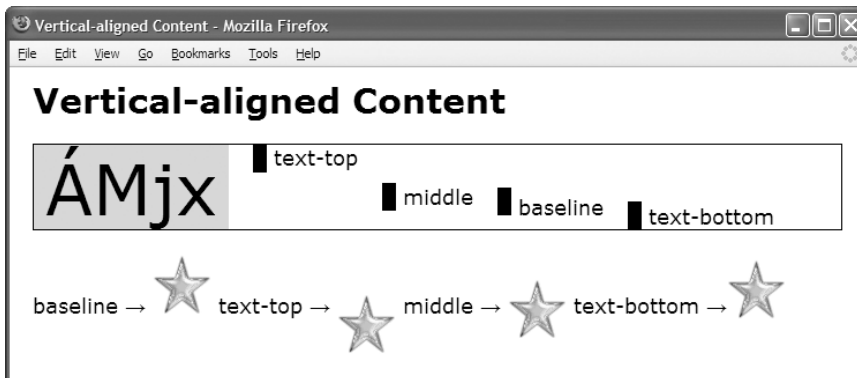 Vertical-aligned Content - Mozilla Firefox
File Edit View Go Bookmarks Tools Help
Vertical-aligned Content
ÁMjx text-top middle baseline text-bottom
baseline → text-top → middle → text-bottom →